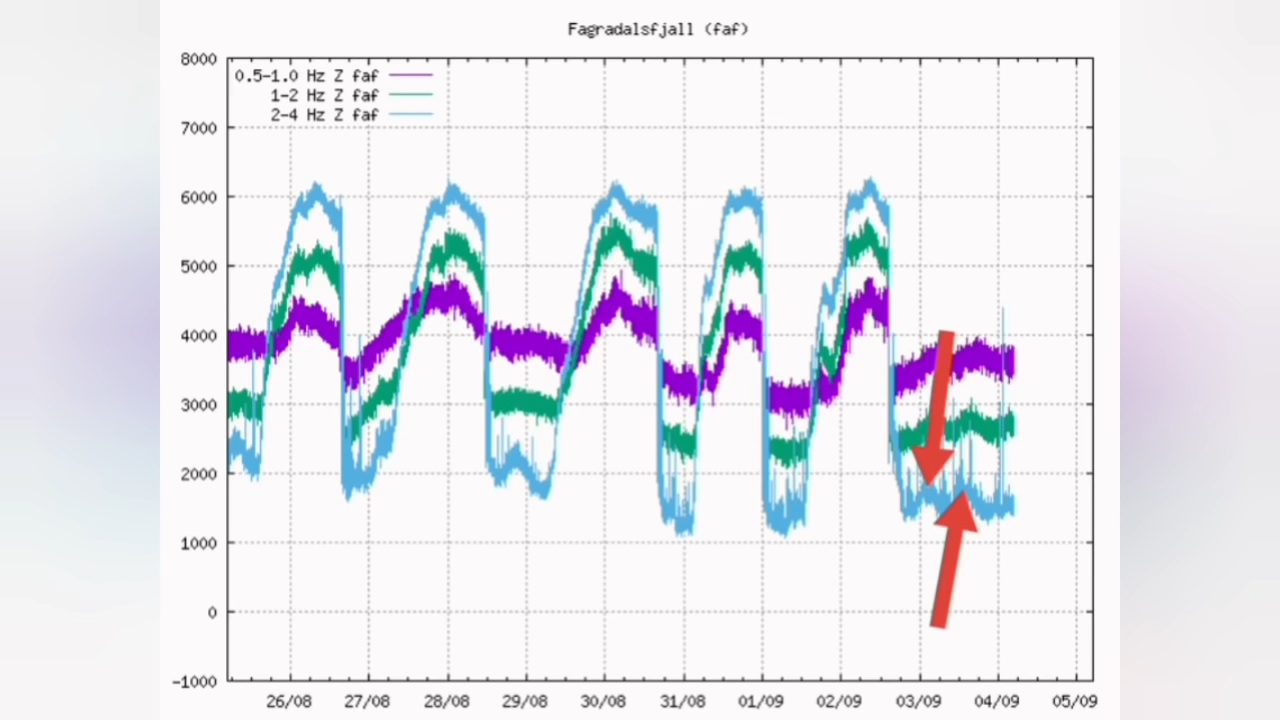 Fagradalsfjall (faf)
8000
0.5-1.0 Hz Z faf
1-2 Hz Z faf
2-4 Hz Z faf
7000
6000
5000
4000
3000
2000
1000
0
-1000
26/08 27/08 28/08 29/08 30/08 31/08 01/09 02/09 03/09 04/09 05/09